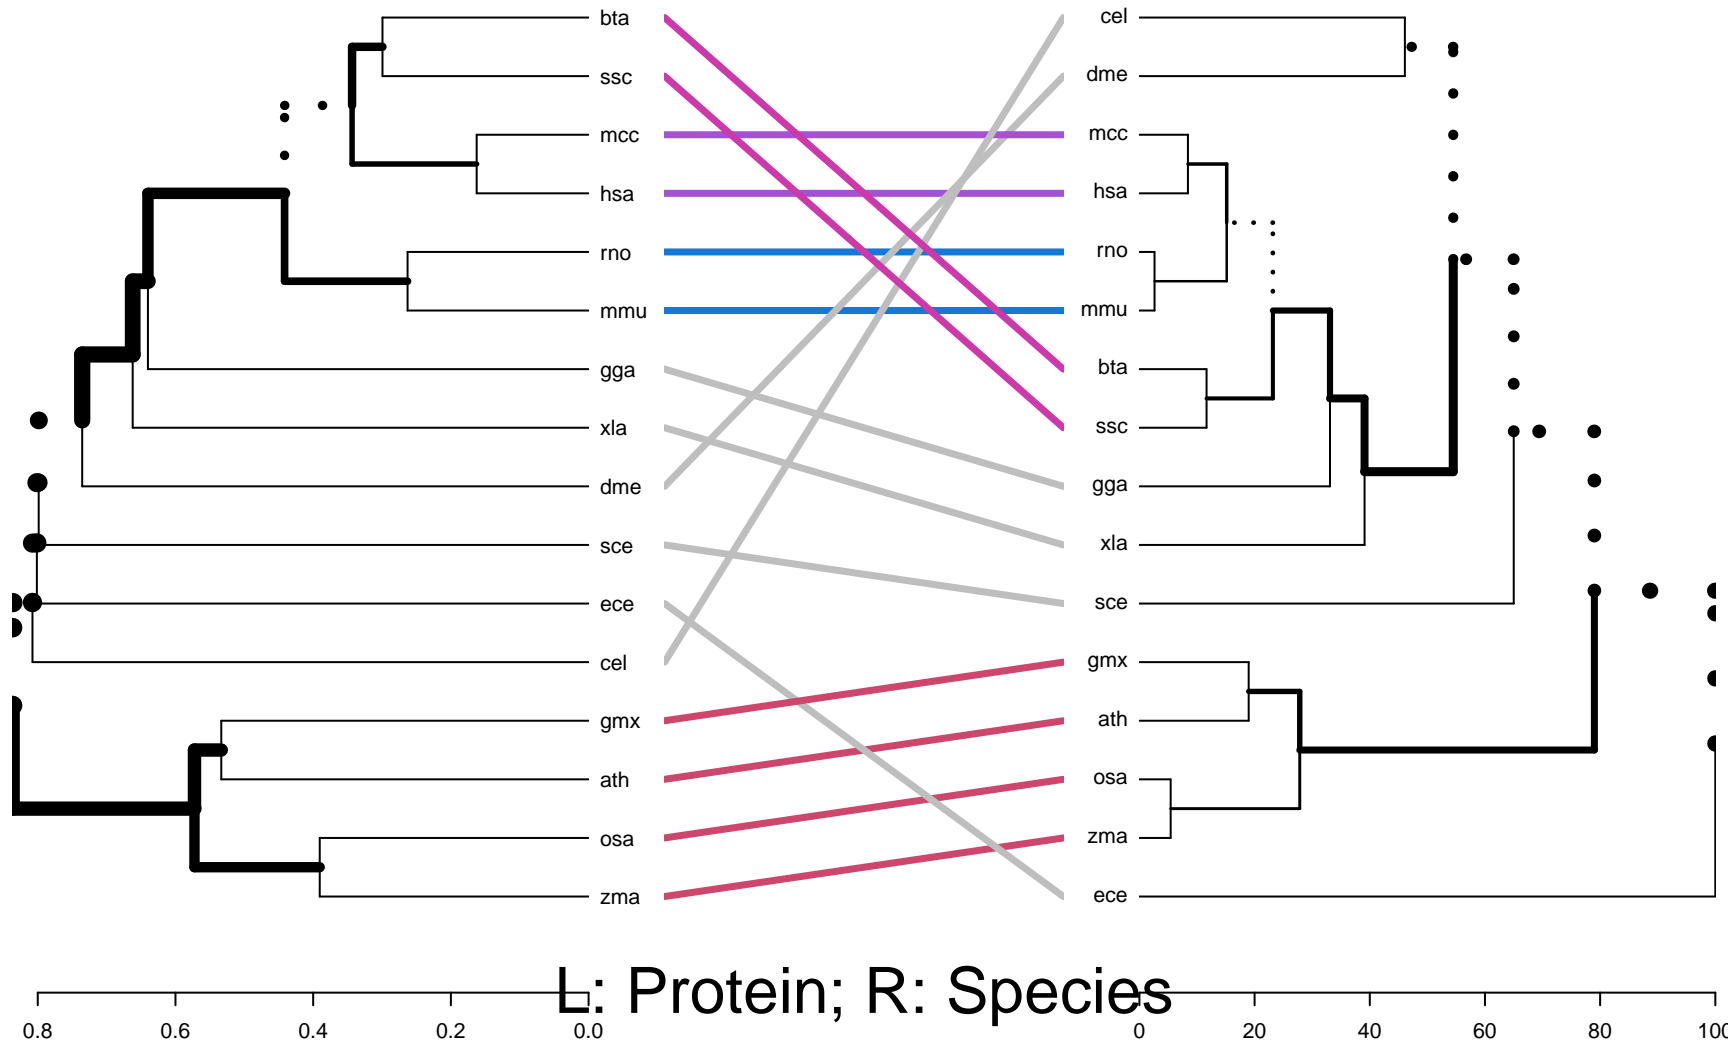 bta cel
ssc dme
mcc mcc
hsa hsa
rno rno
mmu mmu
gga bta
xla ssc
dme gga
sce xla
ece sce
cel gmx
gmx ath
ath osa
osa zma
zma ece
L: Protein; R: Species
0.8 0.6 0.4 0.2 0.0 0 20 40 60 80 100